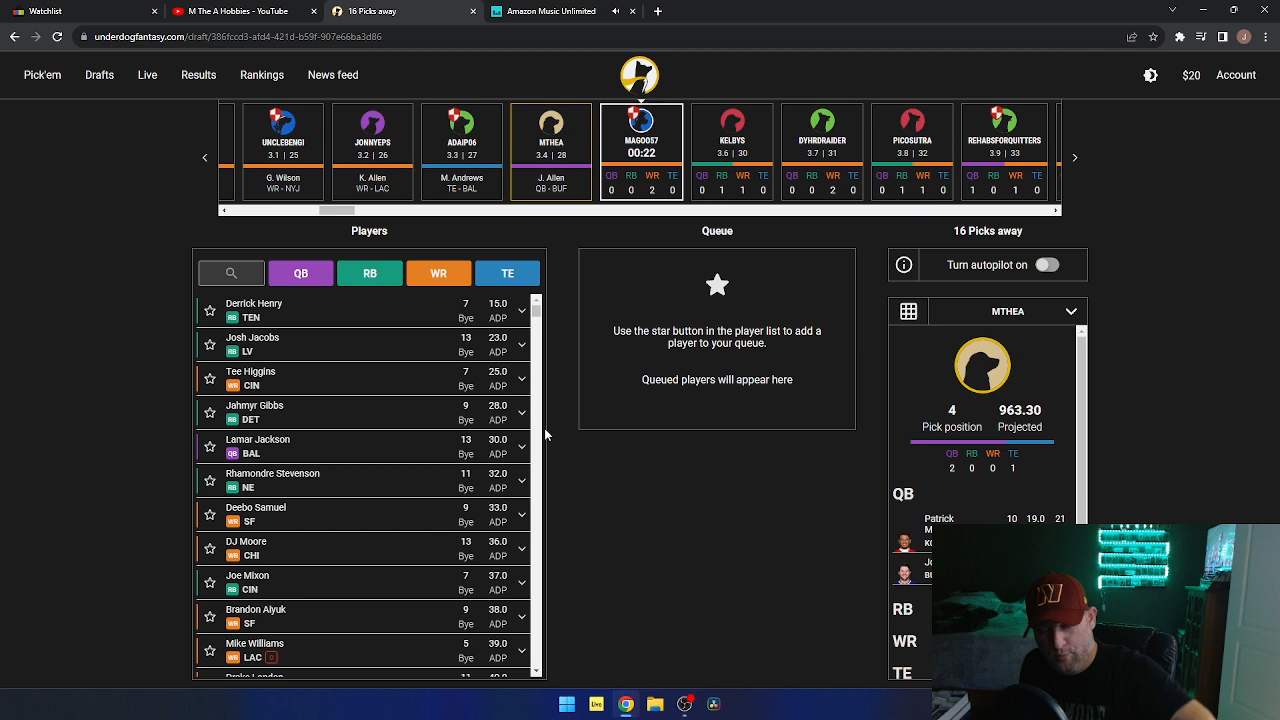 Watchlist
M The A Hobbies - YouTube
16 Picks away
Amazon Music Unlimited
underdogfantasy.com/draft/386fccd3-afd4-421d-b59f-907e66ba3d86
J
Pick'em Drafts Live Results Rankings News feed
$20 Account
UNCLEBENGI
3.1 | 25
G. Wilson
WR - NYJ
JONNYEPS
3.2 | 26
K. Allen
WR - LAC
ADAIP06
3.3 | 27
M. Andrews
TE - BAL
MTHEA
3.4 | 28
J. Allen
QB - BUF
MAGOO57
00:22
QB RB WR TE
0 0 2 0
KELBYS
3.6 | 30
QB RB WR TE
0 1 1 0
DYHRDRAIDER
3.7 | 31
QB RB WR TE
0 0 2 0
PICOSUTRA
3.8 | 32
QB RB WR TE
0 1 1 0
REHABSFORQUITTERS
3.9 | 33
QB RB WR TE
1 0 1 0
Players
QB RB WR TE
Derrick Henry 7 15.0
RB TEN Bye ADP
Josh Jacobs 13 23.0
RB LV Bye ADP
Tee Higgins 7 25.0
WR CIN Bye ADP
Jahmyr Gibbs 9 28.0
RB DET Bye ADP
Lamar Jackson 13 30.0
QB BAL Bye ADP
Rhamondre Stevenson 11 32.0
RB NE Bye ADP
Deebo Samuel 9 33.0
WR SF Bye ADP
DJ Moore 13 36.0
WR CHI Bye ADP
Joe Mixon 7 37.0
RB CIN Bye ADP
Brandon Aiyuk 9 38.0
WR SF Bye ADP
Mike Williams 5 39.0
WR LAC Bye ADP
Queue
Use the star button in the player list to add a
player to your queue.
Queued players will appear here
16 Picks away
Turn autopilot on
MTHEA
4 963.30
Pick position Projected
QB RB WR TE
2 0 0 1
QB
Patrick 10 19.0 21
RB
WR
TE